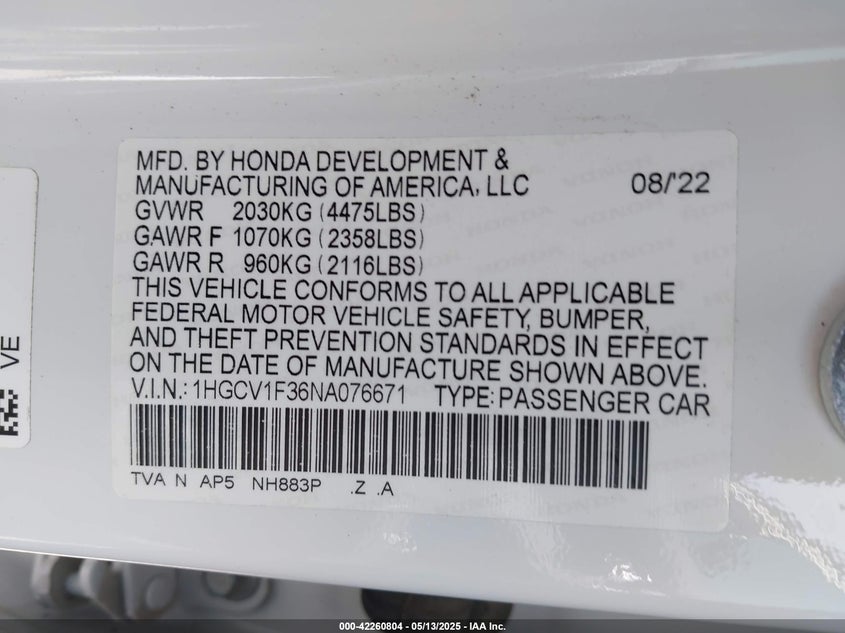 MFD. BY HONDA DEVELOPMENT &
MANUFACTURING OF AMERICA, LLC 08/'22
GVWR 2030KG (4475LBS)
GAWR F 1070KG (2358LBS)
GAWR R 960KG (2116LBS)
THIS VEHICLE CONFORMS TO ALL APPLICABLE
FEDERAL MOTOR VEHICLE SAFETY, BUMPER,
AND THEFT PREVENTION STANDARDS IN EFFECT
ON THE DATE OF MANUFACTURE SHOWN ABOVE.
V.I.N.: 1HGCV1F36NA076671 TYPE: PASSENGER CAR
TVA N AP5 NH883P .Z .A
VE
000-42260804 - 05/13/2025 - IAA Inc.